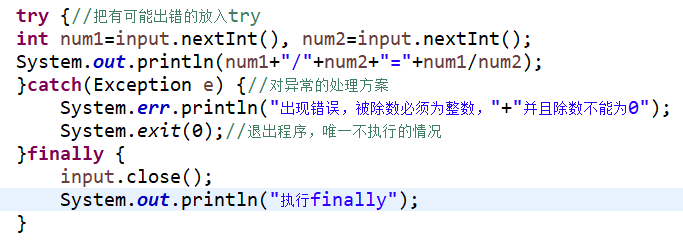 try {//把有可能出错的放入try
int num1=input.nextInt(), num2=input.nextInt();
System.out.println(num1+"/"+num2+"="+num1/num2);
}catch(Exception e) {//对异常的处理方案
System.err.println("出现错误，被除数必须为整数，"+"并且除数不能为0");
System.exit(0);//退出程序，唯一不执行的情况
}finally {
input.close();
System.out.println("执行finally");
}